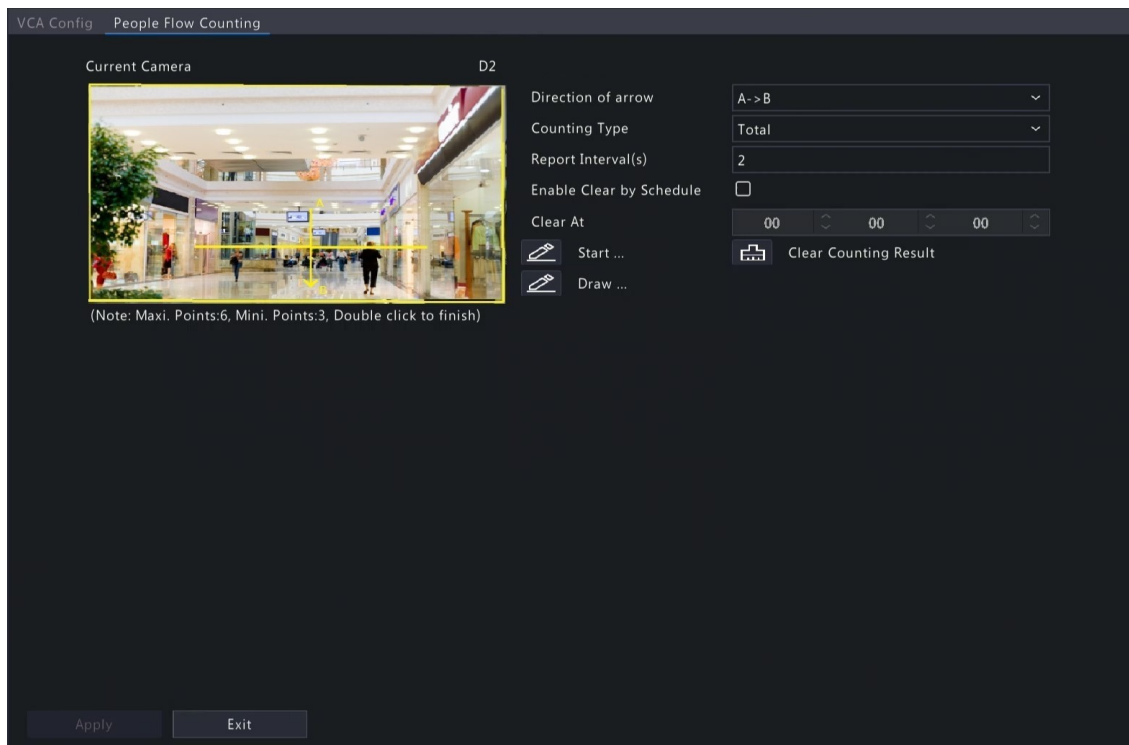 VCA Config People Flow Counting
Current Camera D2
Direction of arrow A->B
Counting Type Total
Report Interval(s) 2
Enable Clear by Schedule
Clear At 00 00 00
Start ... Clear Counting Result
Draw ...
A
B
(Note: Maxi. Points:6, Mini. Points:3, Double click to finish)
Apply Exit